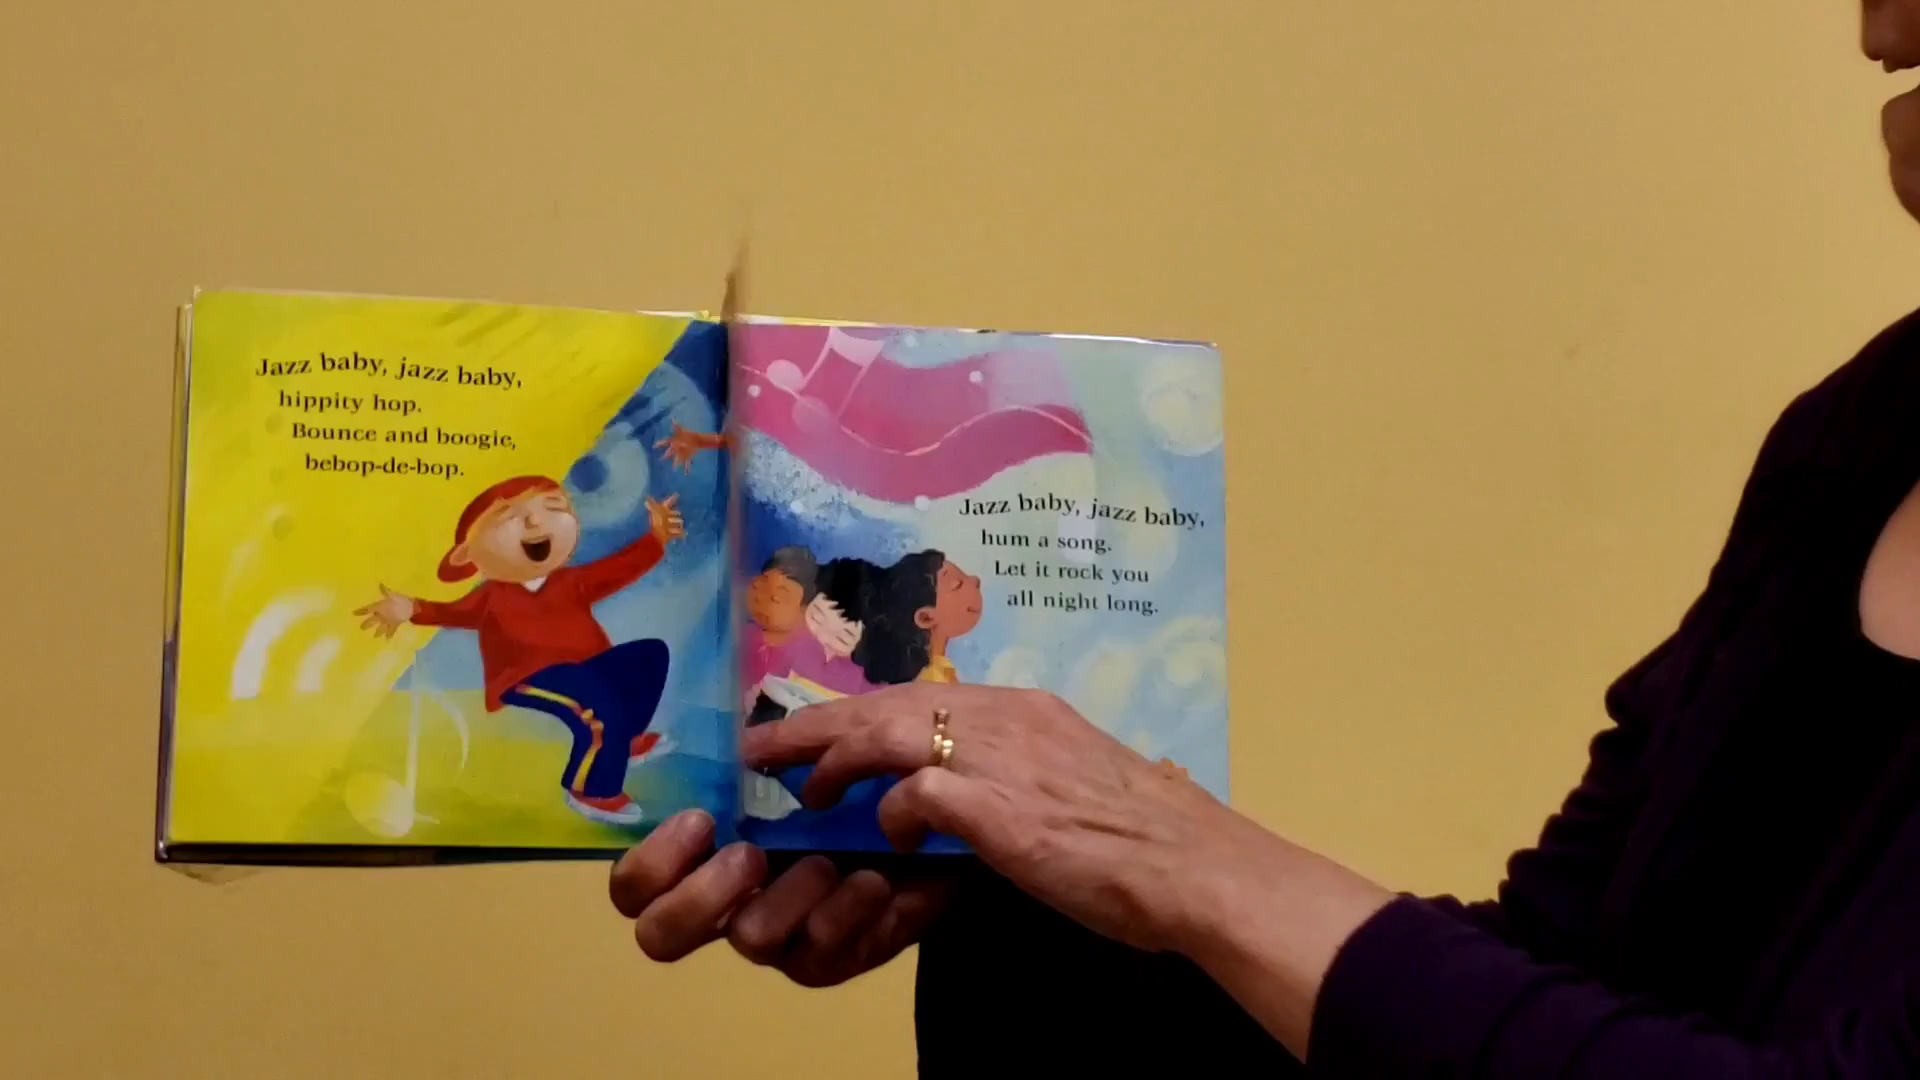 Jazz baby, jazz baby,
hippity hop.
Bounce and boogie,
bebop-de-bop.
Jazz baby, jazz baby,
hum a song.
Let it rock you
all night long.